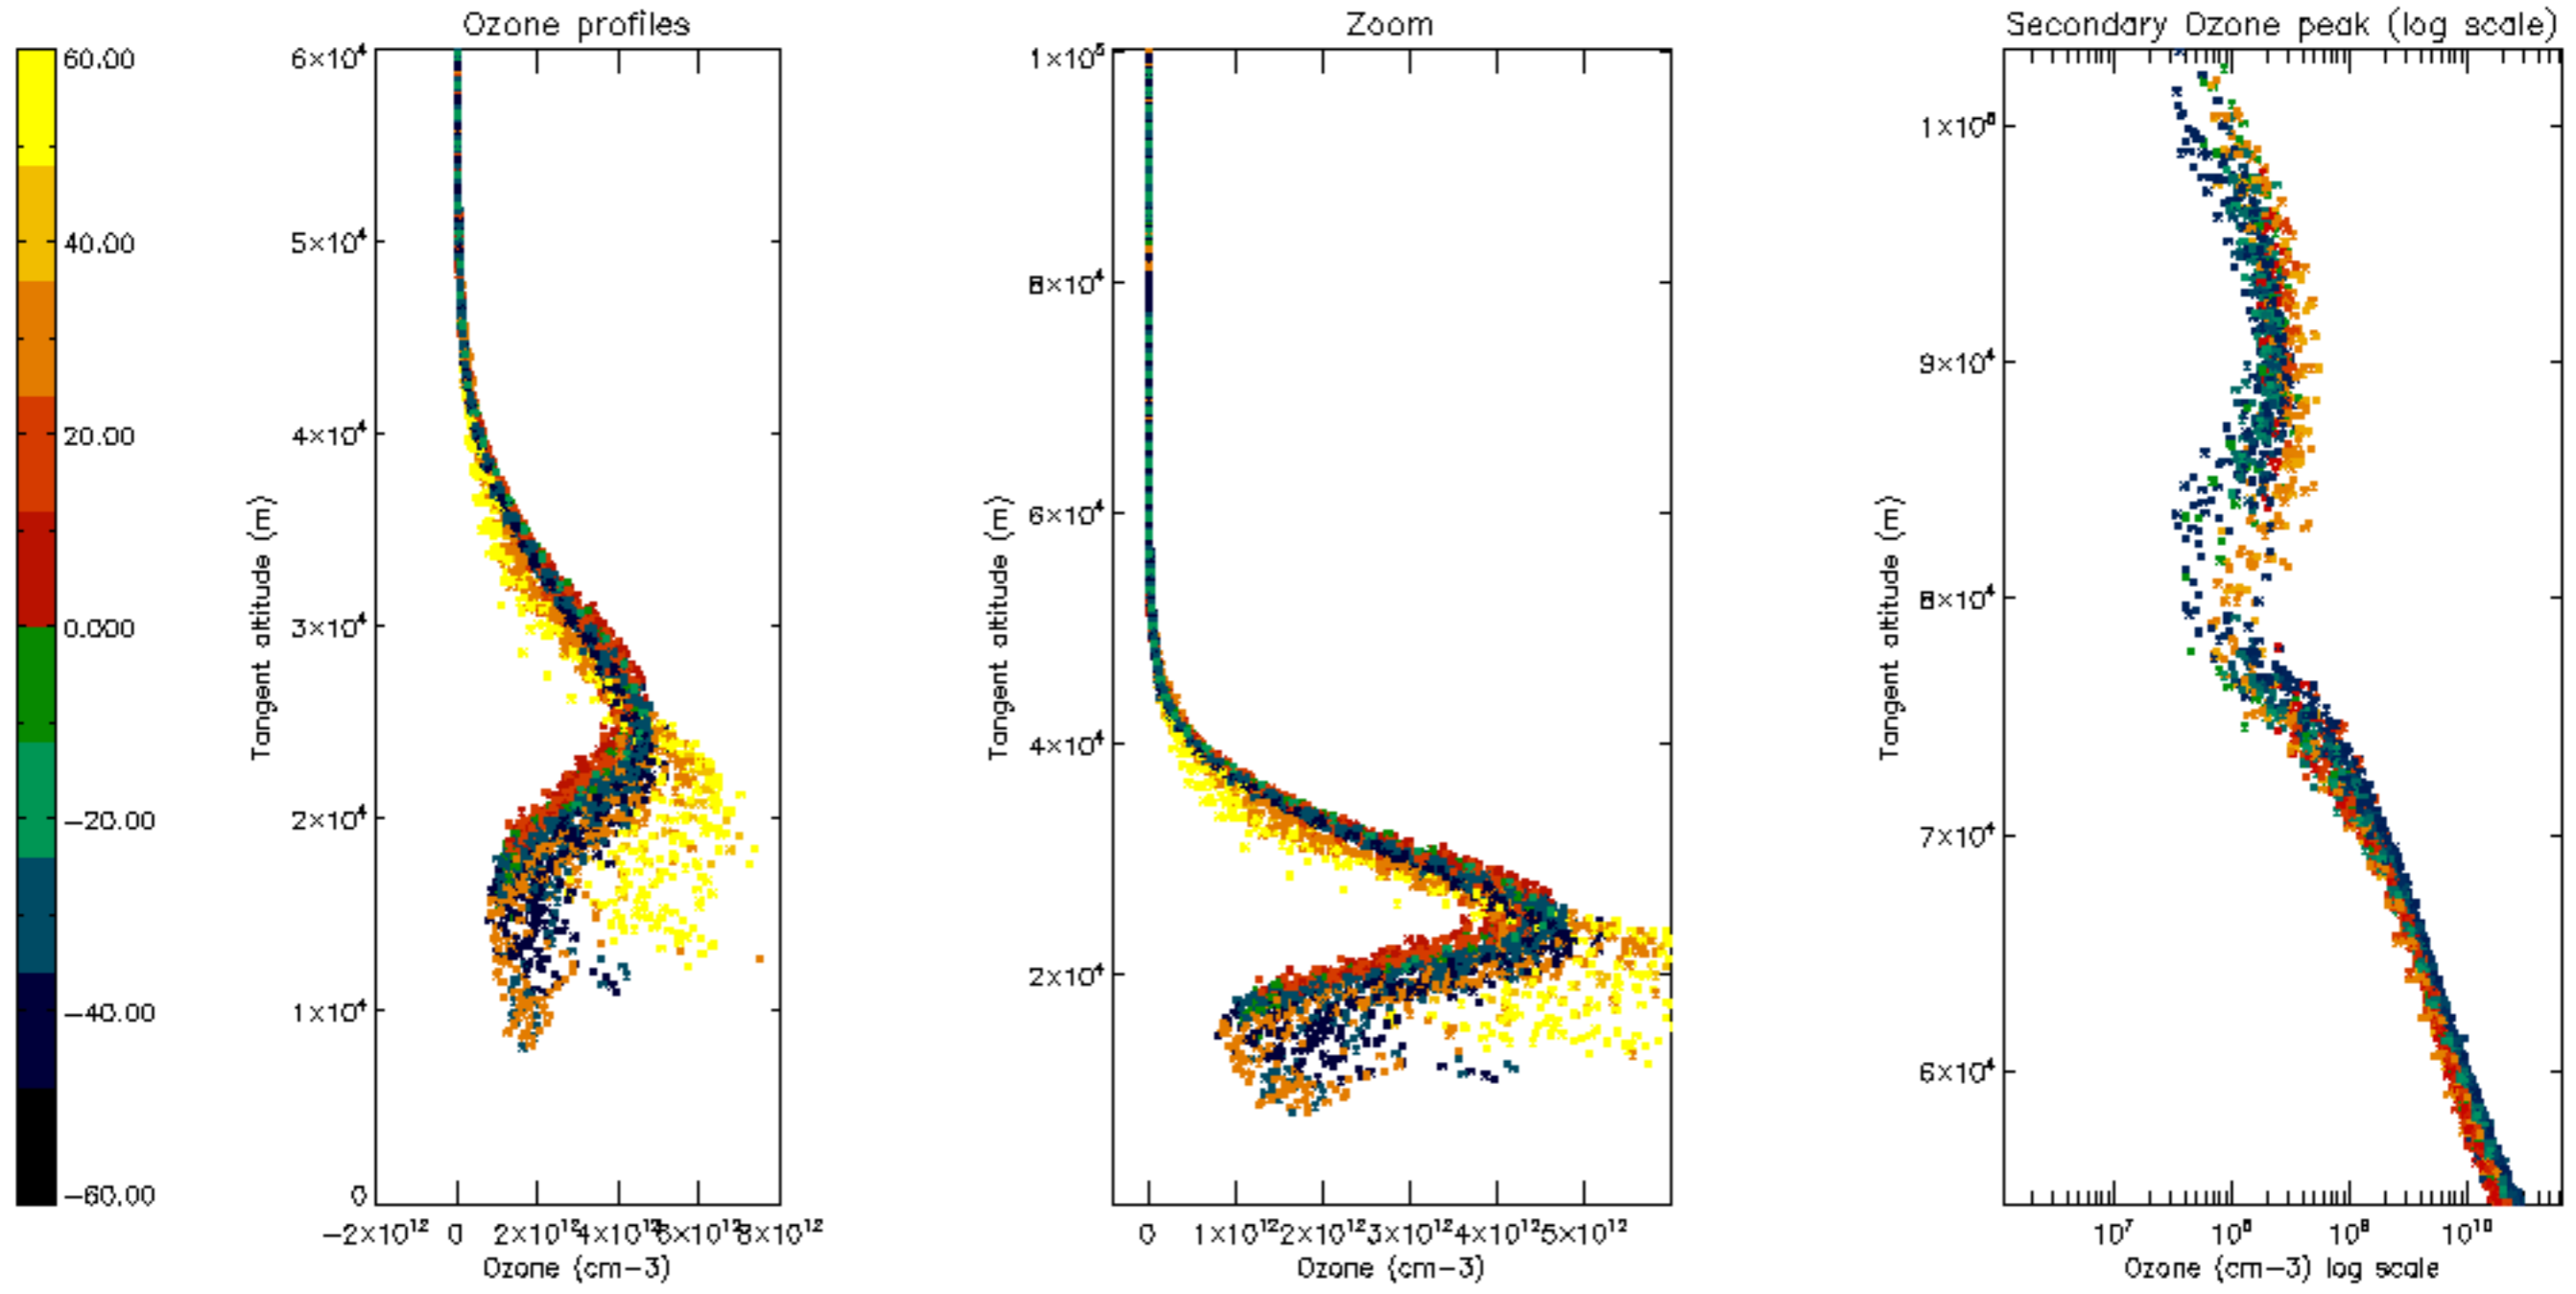 Ozone profiles
Zoom
Secondary Ozone peak (log scale)
60.00
40.00
20.00
0.00
−20.00
−40.00
−60.00
6×10⁴
5×10⁴
4×10⁴
3×10⁴
2×10⁴
1×10⁴
0
Tangent altitude (m)
−2×10¹² 0 2×10¹² 4×10¹² 6×10¹² 8×10¹²
Ozone (cm−3)
1×10⁵
8×10⁴
6×10⁴
4×10⁴
2×10⁴
Tangent altitude (m)
0 1×10¹² 2×10¹² 3×10¹² 4×10¹² 5×10¹²
Ozone (cm−3)
1×10⁵
9×10⁴
8×10⁴
7×10⁴
6×10⁴
Tangent altitude (m)
10⁷ 10⁸ 10⁹ 10¹⁰
Ozone (cm−3) log scale